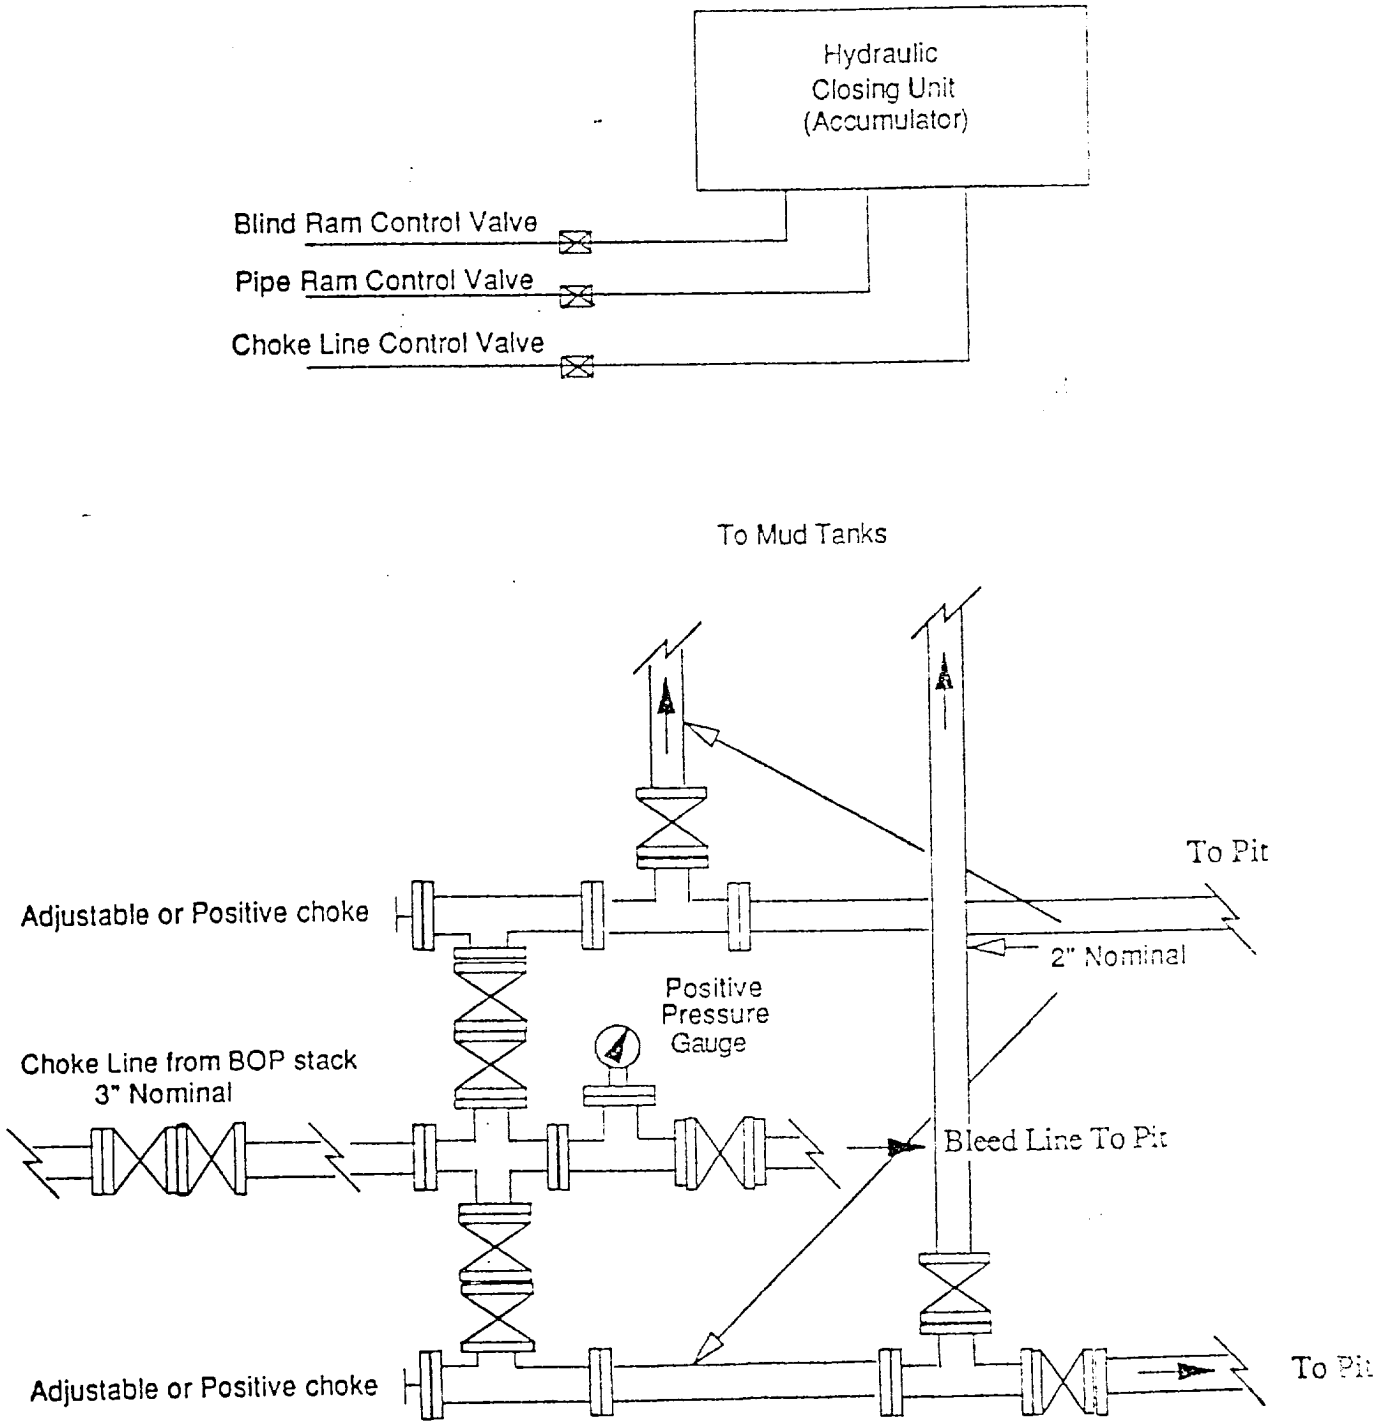 Hydraulic
Closing Unit
(Accumulator)
Blind Ram Control Valve
Pipe Ram Control Valve
Choke Line Control Valve
To Mud Tanks
To Pit
Adjustable or Positive choke
2" Nominal
Positive
Pressure
Gauge
Choke Line from BOP stack
3" Nominal
Bleed Line To Pit
To Pit
Adjustable or Positive choke